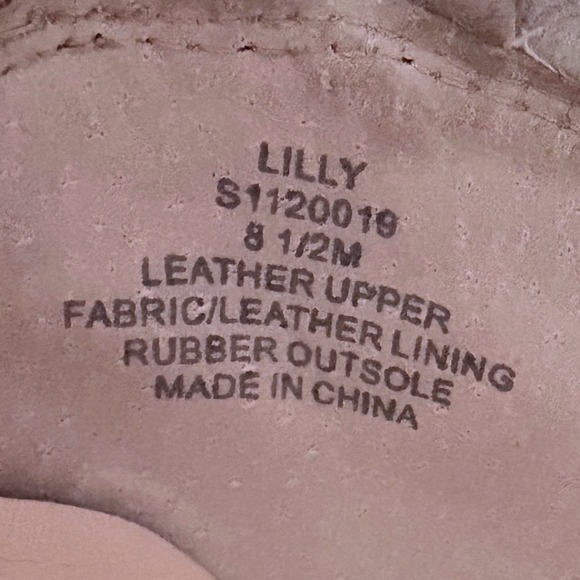 LILLY
S1120019
8 1/2M
LEATHER UPPER
FABRIC/LEATHER LINING
RUBBER OUTSOLE
MADE IN CHINA